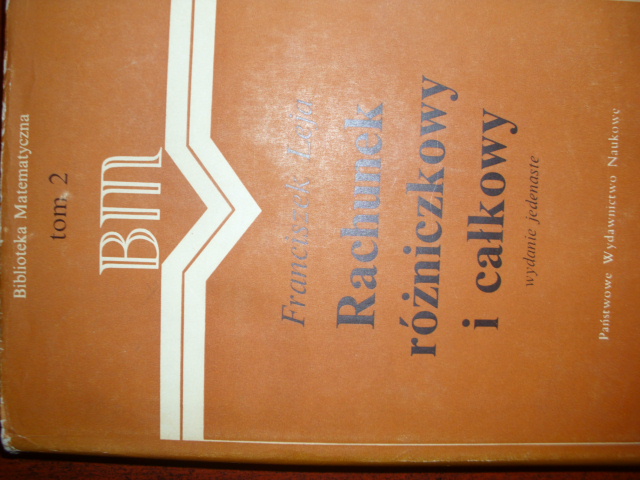 Biblioteka Matematyczna
tom 2
BM
Franciszek Leja
Rachunek
różniczkowy
i całkowy
wydanie jedenaste
Państwowe Wydawnictwo Naukowe